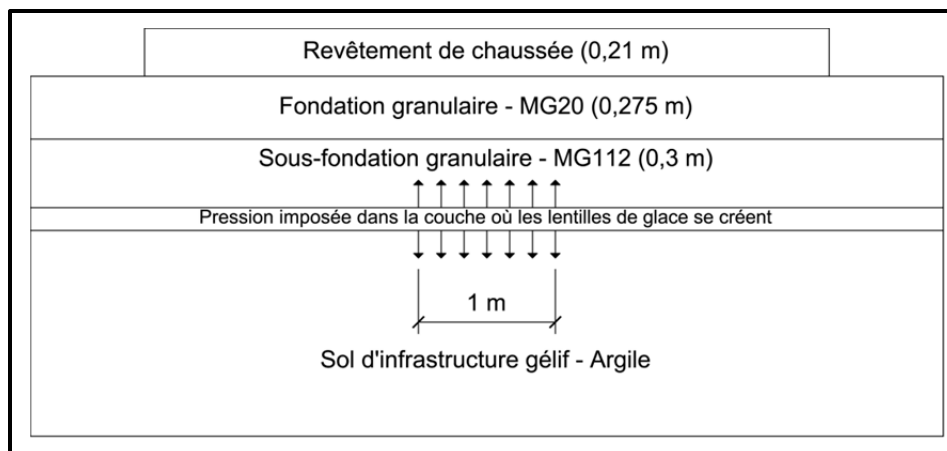 Revêtement de chaussée (0,21 m)
Fondation granulaire - MG20 (0,275 m)
Sous-fondation granulaire - MG112 (0,3 m)
Pression imposée dans la couche où les lentilles de glace se créent
1 m
Sol d'infrastructure gélif - Argile